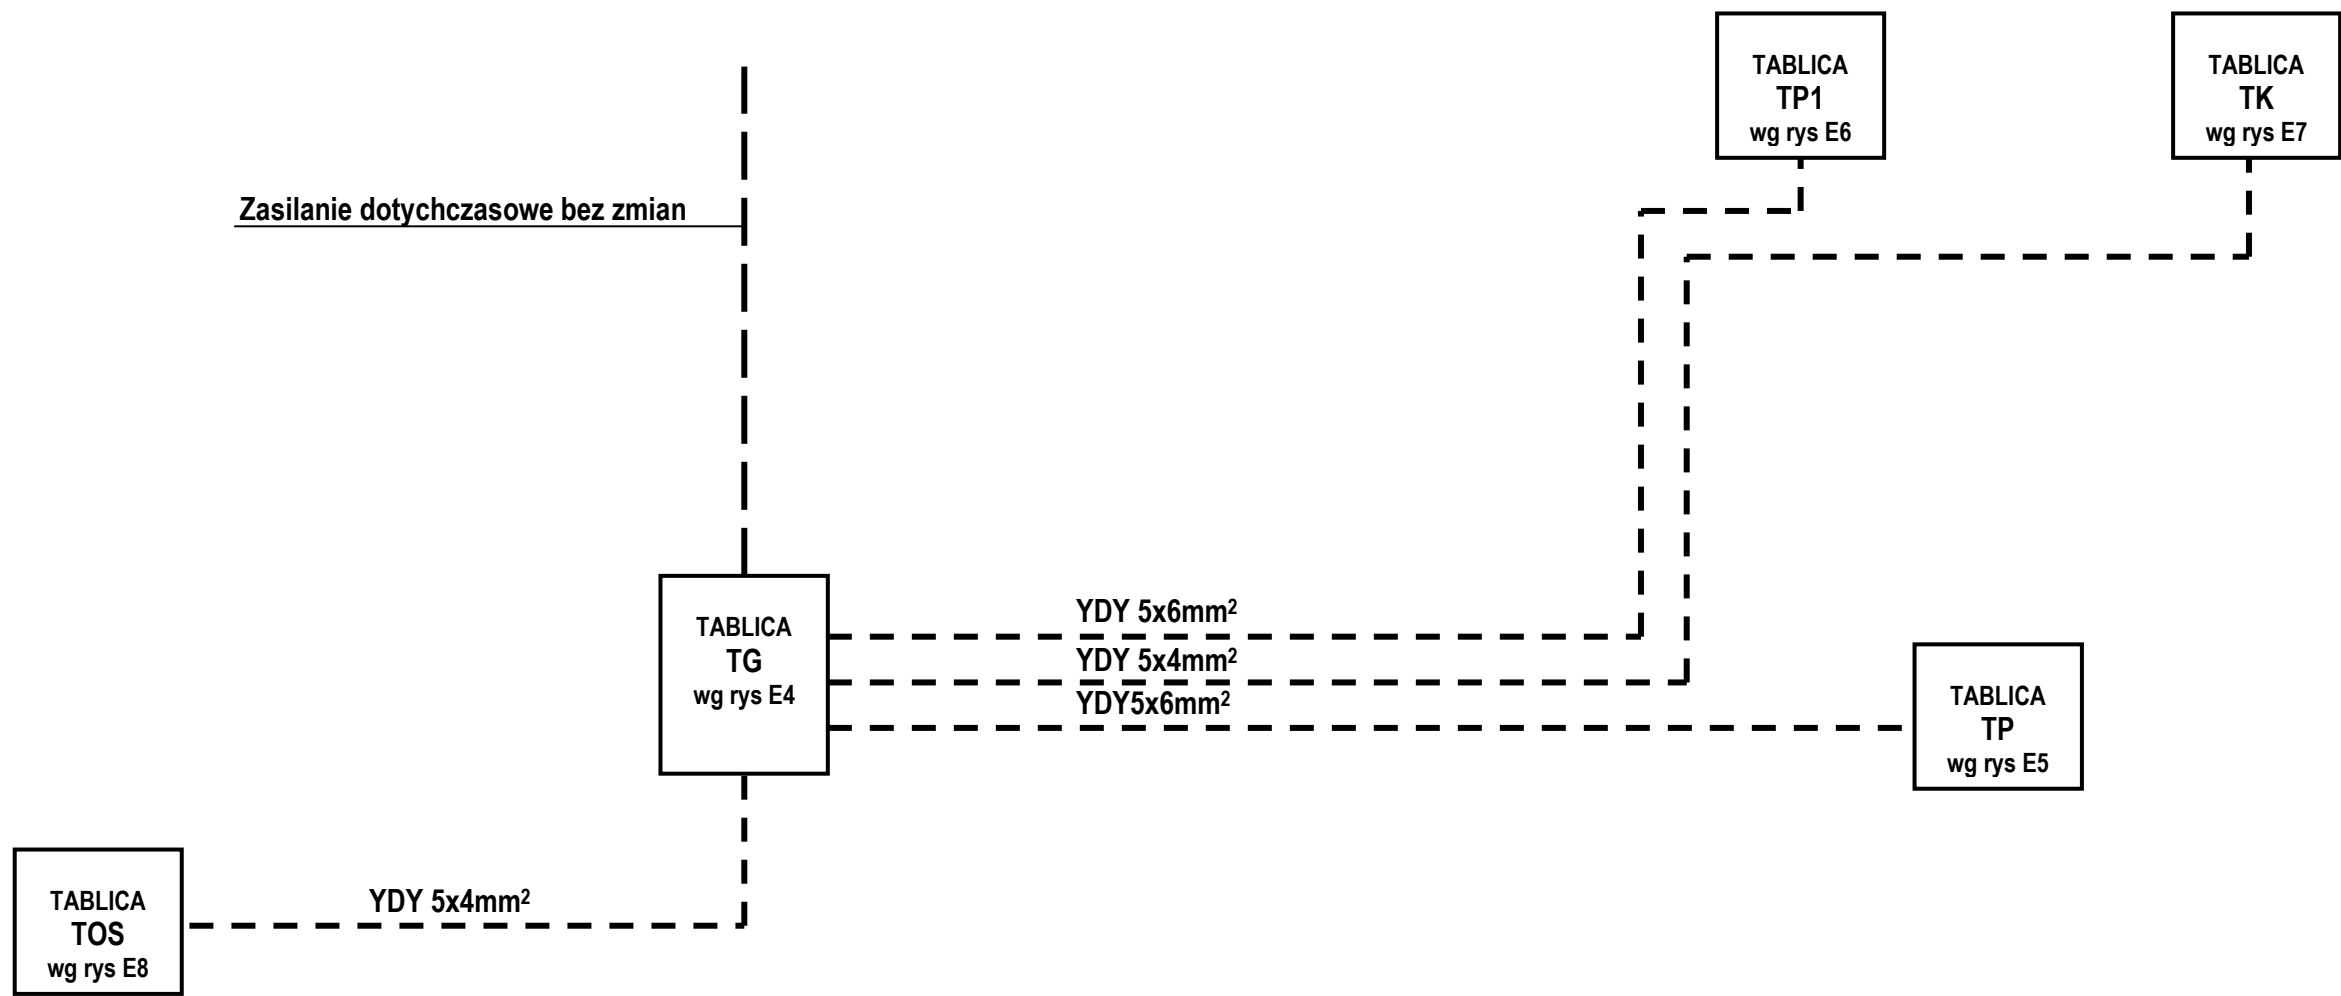 TABLICA
TP1
wg rys E6
TABLICA
TK
wg rys E7
Zasilanie dotychczasowe bez zmian
TABLICA
TG
wg rys E4
YDY 5x6mm²
YDY 5x4mm²
YDY5x6mm²
TABLICA
TP
wg rys E5
TABLICA
TOS
wg rys E8
YDY 5x4mm²